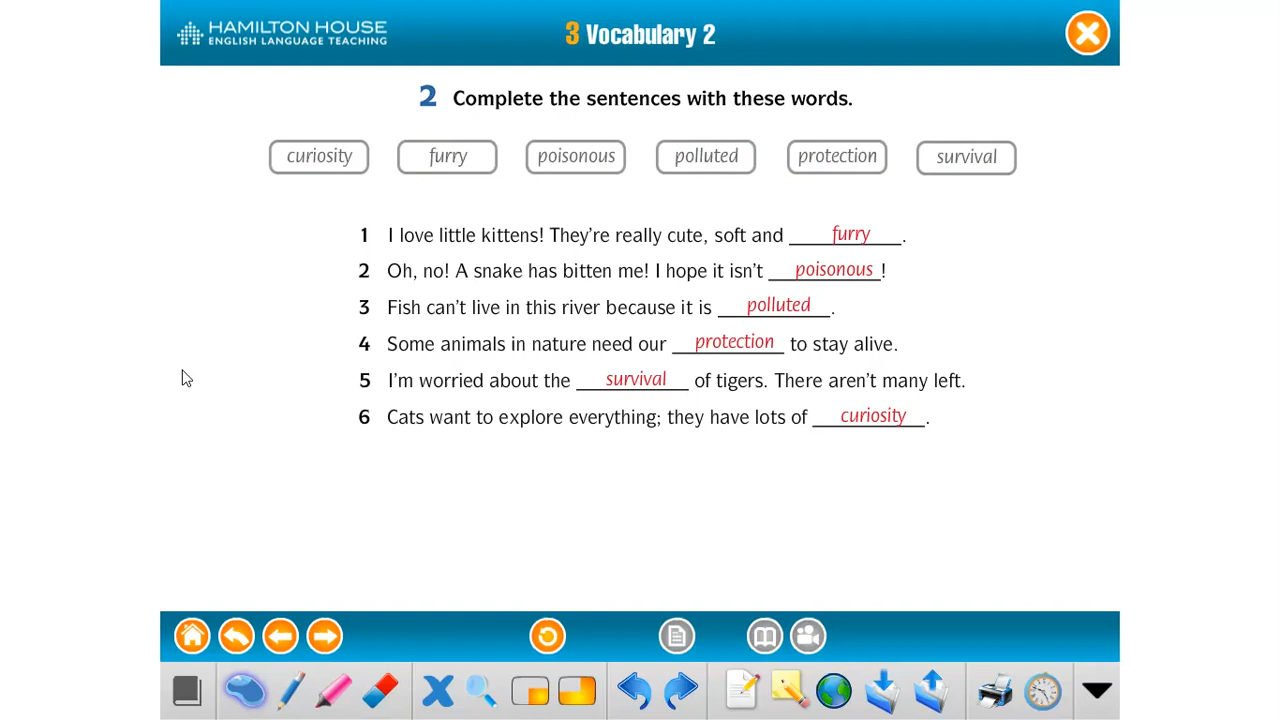 HAMILTON HOUSE
ENGLISH LANGUAGE TEACHING
3 Vocabulary 2
2 Complete the sentences with these words.
curiosity furry poisonous polluted protection survival
1 I love little kittens! They're really cute, soft and furry.
2 Oh, no! A snake has bitten me! I hope it isn't poisonous!
3 Fish can't live in this river because it is polluted.
4 Some animals in nature need our protection to stay alive.
5 I'm worried about the survival of tigers. There aren't many left.
6 Cats want to explore everything; they have lots of curiosity.